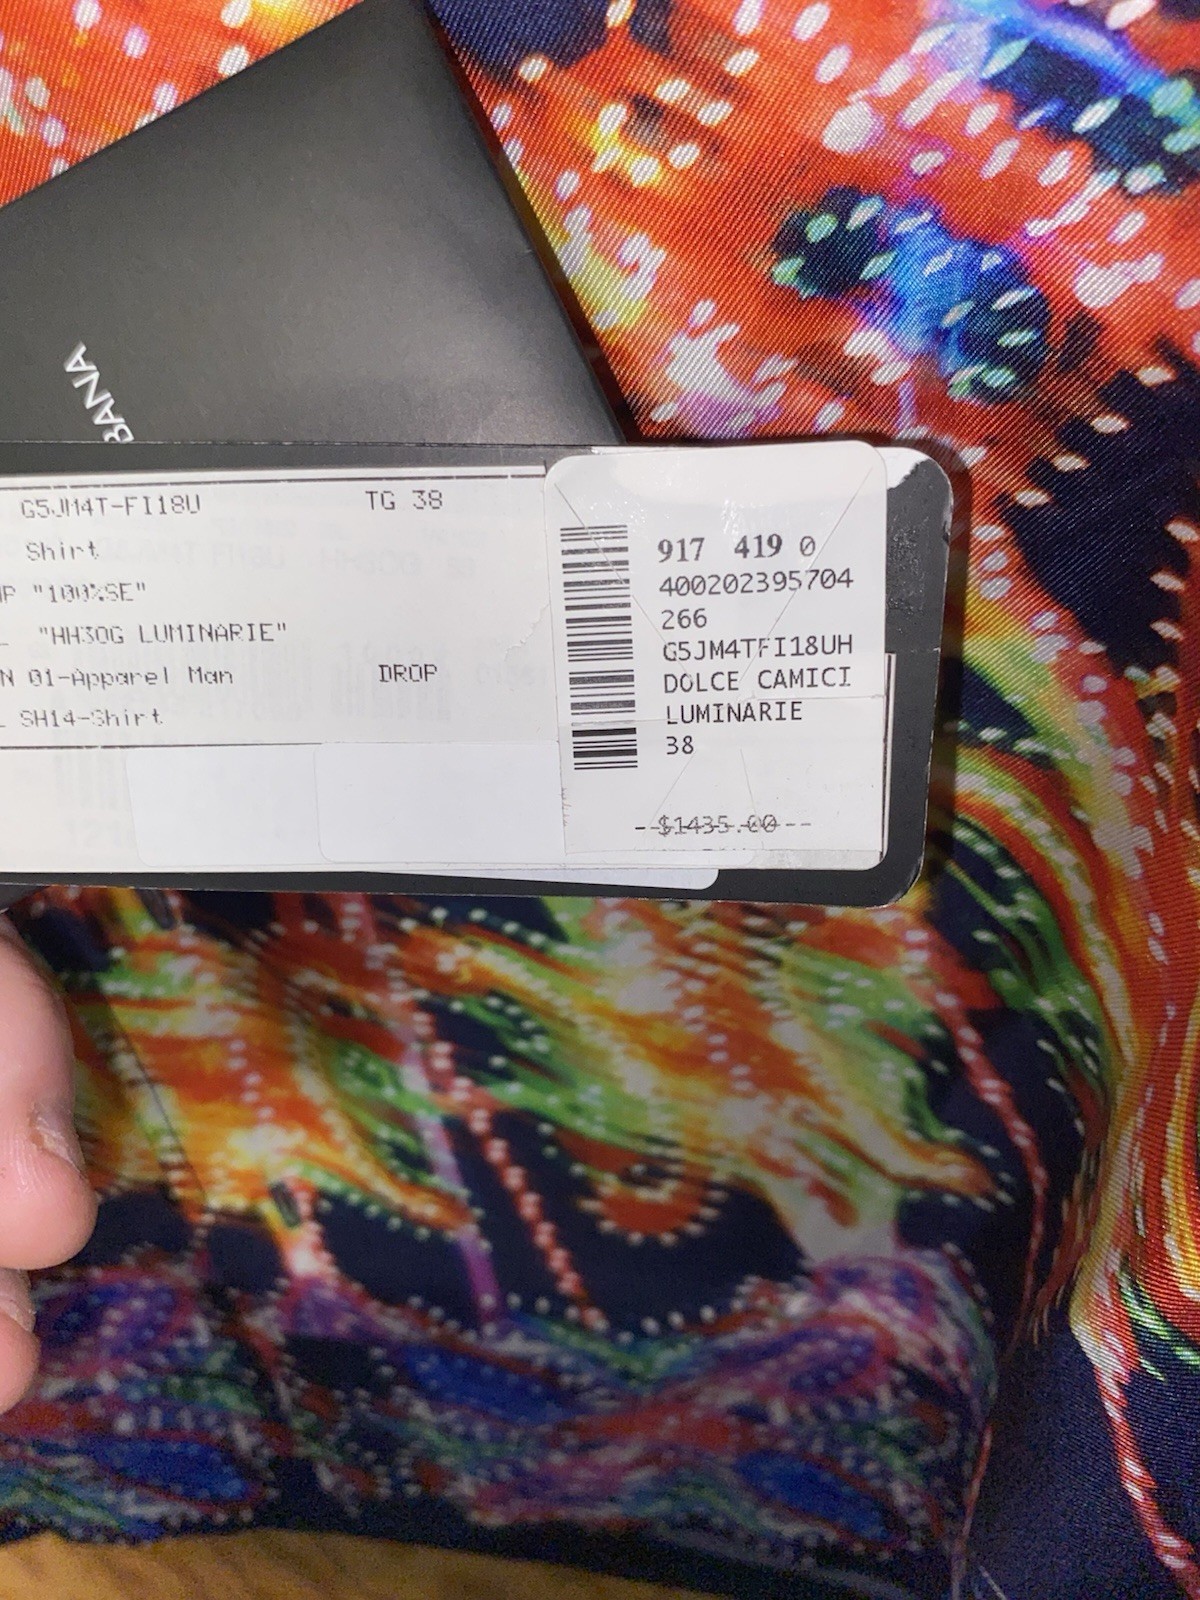 BANA
G5JM4T-FI18U TG 38
Shirt
"100%SE"
"HH3OG LUMINARIE"
N 01-Apparel Man DROP
SH14-Shirt
917 419 0
400202395704
266
G5JM4TFI18UH
DOLCE CAMICI
LUMINARIE
38
--$1435.00--